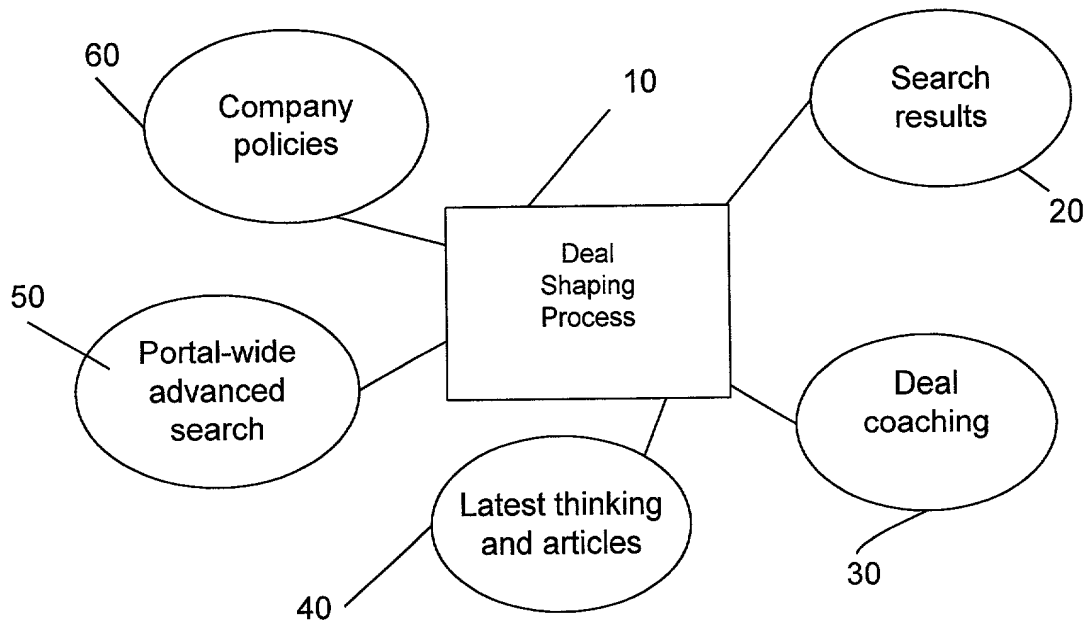 60
Company
policies
10
Search
results
20
Deal
Shaping
Process
50
Portal-wide
advanced
search
Deal
coaching
30
Latest thinking
and articles
40